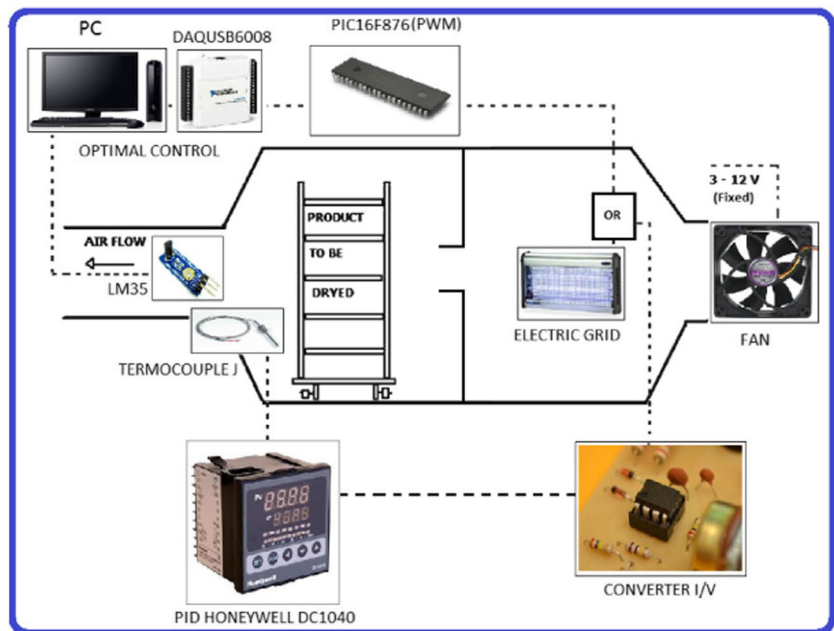 PC
DAQUSB6008
PIC16F876(PWM)
OPTIMAL CONTROL
3 - 12 V
(Fixed)
OR
PRODUCT
TO BE
DRYED
AIR FLOW
LM35
ELECTRIC GRID
FAN
TERMOCOUPLE J
Honeywell
PID HONEYWELL DC1040
CONVERTER I/V